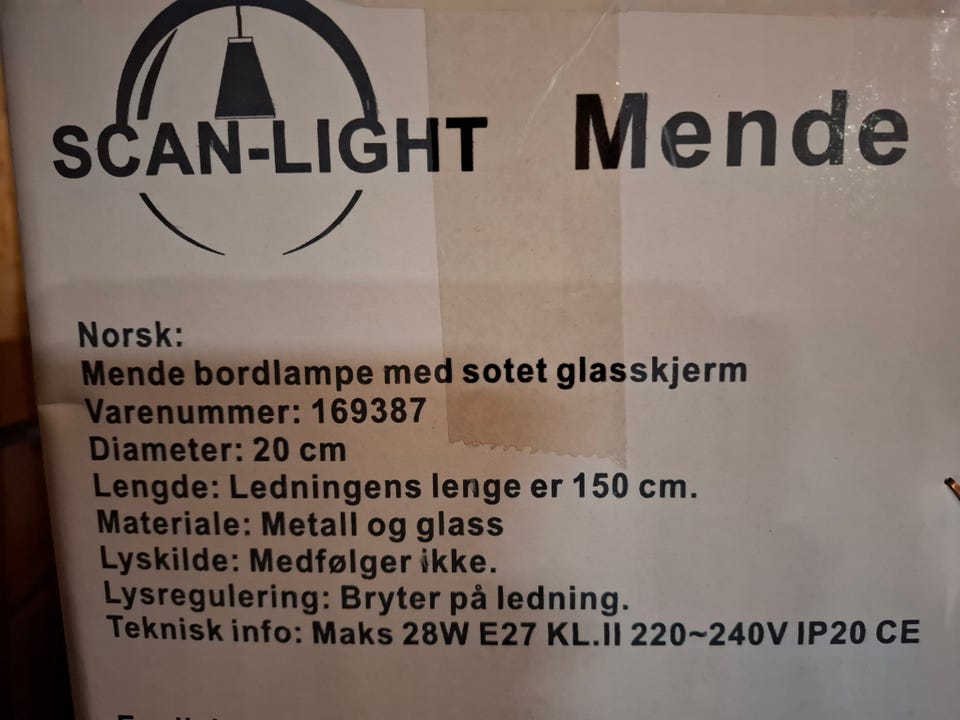 SCAN-LIGHT Mende
Norsk:
Mende bordlampe med sotet glasskjerm
Varenummer: 169387
Diameter: 20 cm
Lengde: Ledningens lenge er 150 cm.
Materiale: Metall og glass
Lyskilde: Medfølger ikke.
Lysregulering: Bryter på ledning.
Teknisk info: Maks 28W E27 KL.II 220~240V IP20 CE